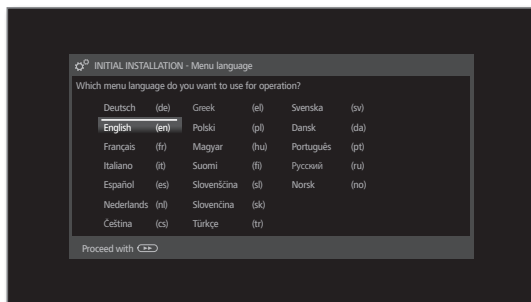 INITIAL INSTALLATION - Menu language
Which menu language do you want to use for operation?
Deutsch (de) Greek (el) Svenska (sv)
English (en) Polski (pl) Dansk (da)
Français (fr) Magyar (hu) Português (pt)
Italiano (it) Suomi (fi) Русский (ru)
Español (es) Slovenščina (sl) Norsk (no)
Nederlands (nl) Slovenčina (sk)
Čeština (cs) Türkçe (tr)
Proceed with